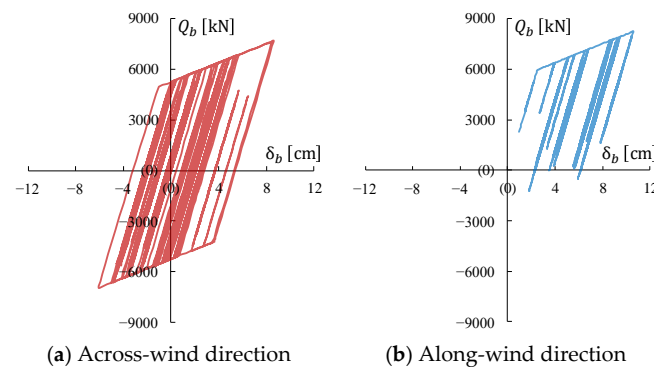 9000
Q_b [kN]
6000
3000
(0)
δ_b [cm]
-12 -8 -4 (0) 4 8 12
-3000
-6000
-9000
(a) Across-wind direction
9000
Q_b [kN]
6000
3000
(0)
δ_b [cm]
-12 -8 -4 (0) 4 8 12
-3000
-6000
-9000
(b) Along-wind direction